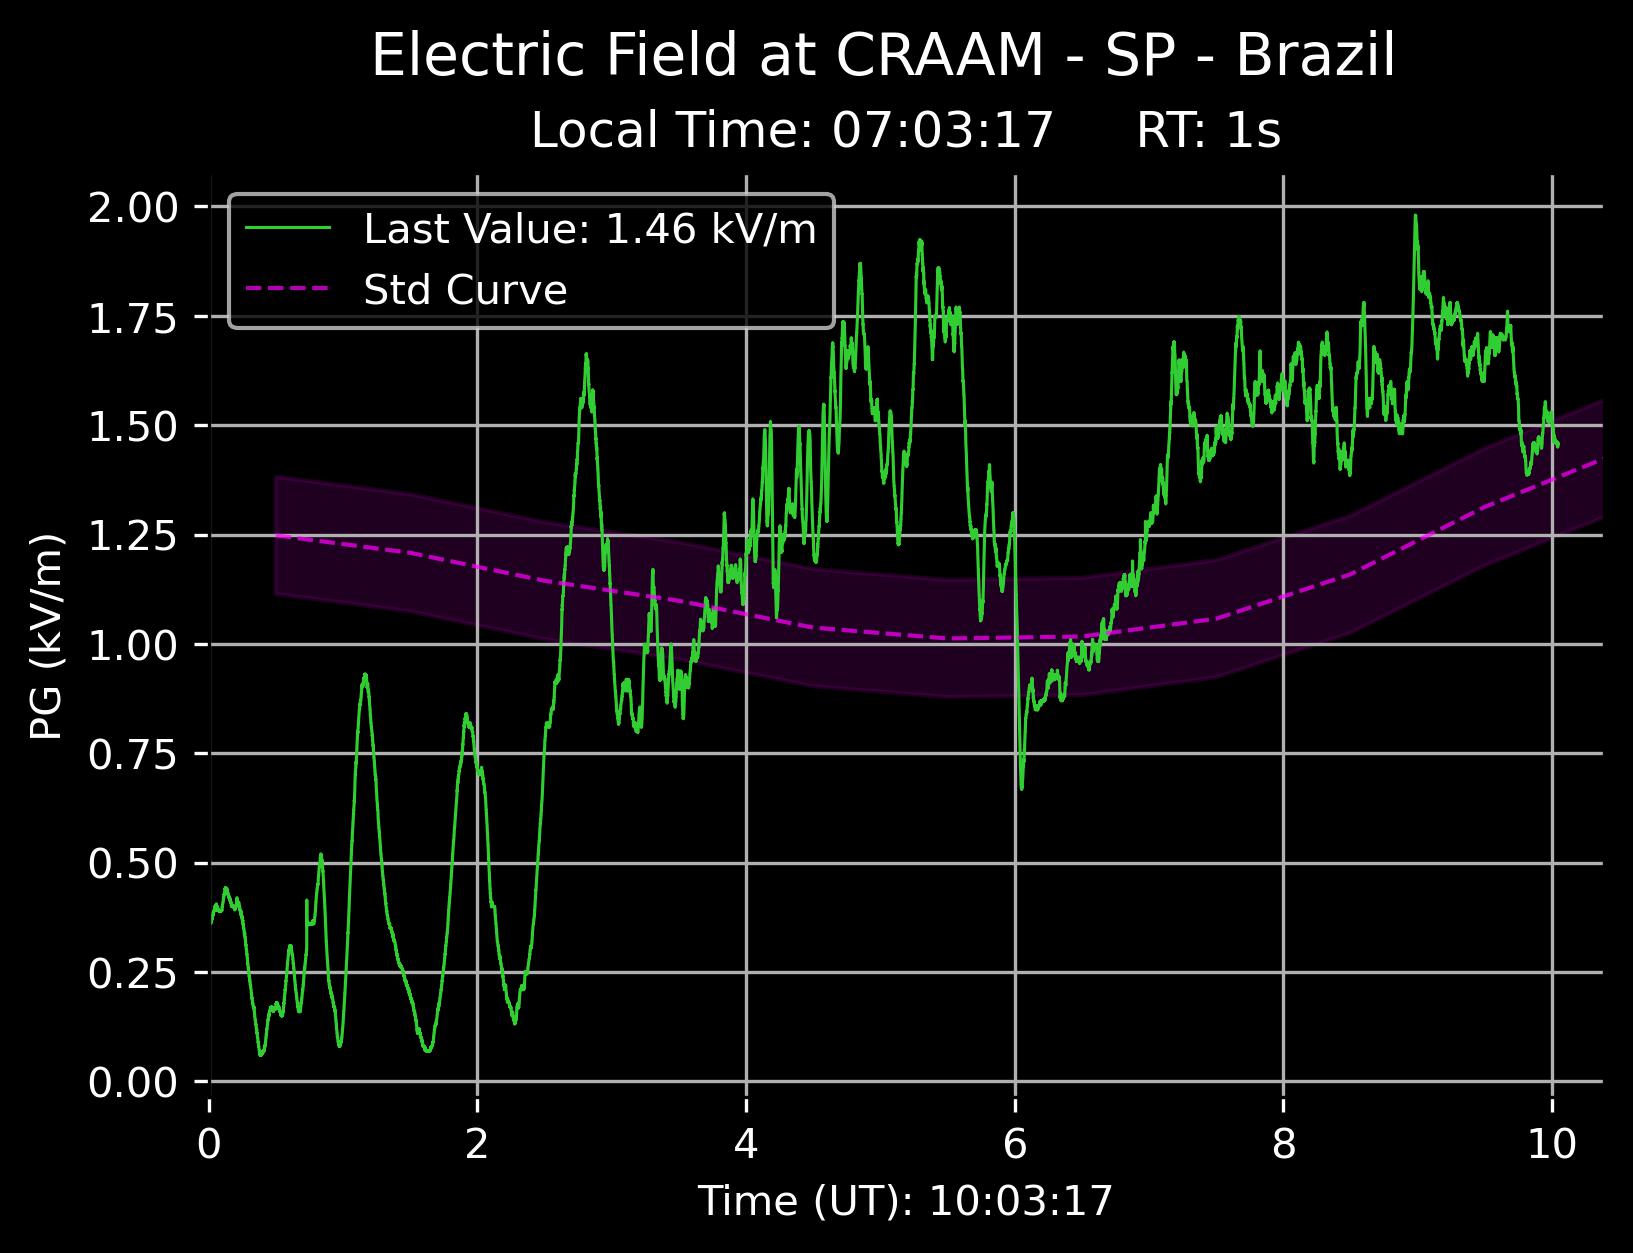 Electric Field at CRAAM - SP - Brazil
Local Time: 07:03:17 RT: 1s
Last Value: 1.46 kV/m
Std Curve
PG (kV/m)
2.00
1.75
1.50
1.25
1.00
0.75
0.50
0.25
0.00
0 2 4 6 8 10
Time (UT): 10:03:17